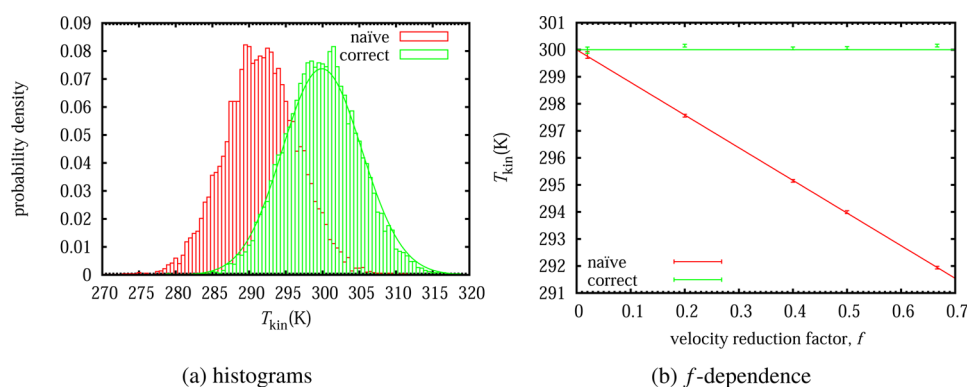 0.09
0.08
0.07
0.06
0.05
0.04
0.03
0.02
0.01
0
probability density
naïve
correct
270 275 280 285 290 295 300 305 310 315 320
Tkin(K)
(a) histograms
301
300
299
298
297
296
295
294
293
292
291
Tkin(K)
naïve
correct
0 0.1 0.2 0.3 0.4 0.5 0.6 0.7
velocity reduction factor, f
(b) f-dependence